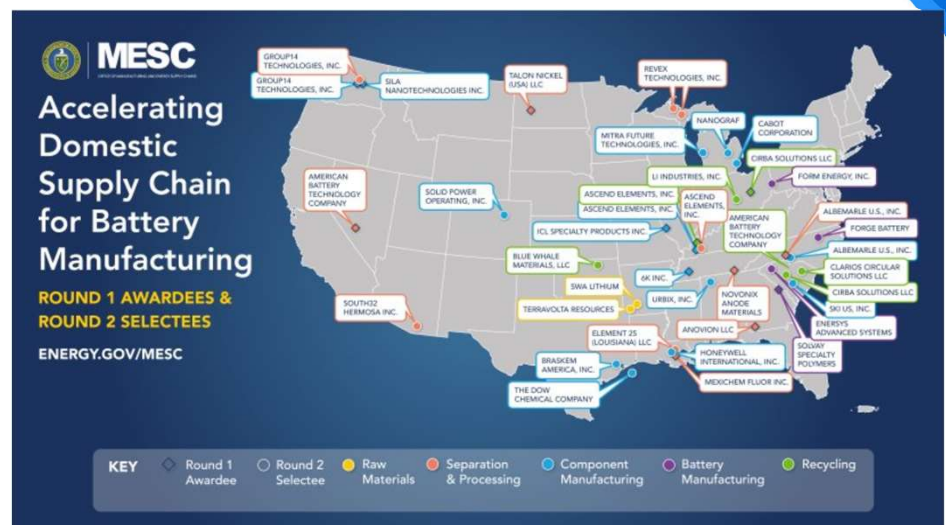 MESC
OFFICE OF MANUFACTURING AND ENERGY SUPPLY CHAINS
Accelerating
Domestic
Supply Chain
for Battery
Manufacturing
ROUND 1 AWARDEES &
ROUND 2 SELECTEES
ENERGY.GOV/MESC
GROUP14
TECHNOLOGIES, INC.
GROUP14
TECHNOLOGIES, INC.
SILA
NANOTECHNOLOGIES INC.
TALON NICKEL
(USA) LLC
REVEX
TECHNOLOGIES, INC.
NANOGRAF
CABOT
CORPORATION
MITRA FUTURE
TECHNOLOGIES, INC.
CIRBA SOLUTIONS LLC
LI INDUSTRIES, INC.
FORM ENERGY, INC.
AMERICAN
BATTERY
TECHNOLOGY
COMPANY
SOLID POWER
OPERATING, INC.
ASCEND ELEMENTS, INC.
ASCEND ELEMENTS, INC.
ASCEND
ELEMENTS,
INC.
AMERICAN
BATTERY
TECHNOLOGY
COMPANY
ALBEMARLE U.S., INC.
FORGE BATTERY
ICL SPECIALTY PRODUCTS INC.
ALBEMARLE U.S., INC.
BLUE WHALE
MATERIALS, LLC
CLARIOS CIRCULAR
SOLUTIONS LLC
6K INC.
SWA LITHIUM
CIRBA SOLUTIONS LLC
URBIX, INC.
NOVONIX
ANODE
MATERIALS
SOUTH32
HERMOSA INC.
TERRAVOLTA RESOURCES
SKI US, INC.
ENERSYS
ADVANCED SYSTEMS
ELEMENT 25
(LOUISIANA) LLC
ANOVION LLC
SOLVAY
SPECIALTY
POLYMERS
BRASKEM
AMERICA, INC.
HONEYWELL
INTERNATIONAL, INC.
MEXICHEM FLUOR INC.
THE DOW
CHEMICAL COMPANY
KEY
Round 1
Awardee
Round 2
Selectee
Raw
Materials
Separation
& Processing
Component
Manufacturing
Battery
Manufacturing
Recycling